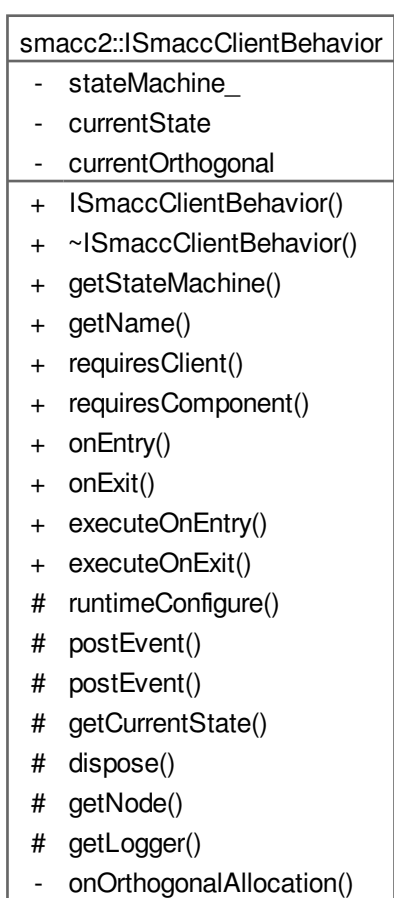 smacc2::ISmaccClientBehavior
- stateMachine_
- currentState
- currentOrthogonal
+ ISmaccClientBehavior()
+ ~ISmaccClientBehavior()
+ getStateMachine()
+ getName()
+ requiresClient()
+ requiresComponent()
+ onEntry()
+ onExit()
+ executeOnEntry()
+ executeOnExit()
# runtimeConfigure()
# postEvent()
# postEvent()
# getCurrentState()
# dispose()
# getNode()
# getLogger()
- onOrthogonalAllocation()